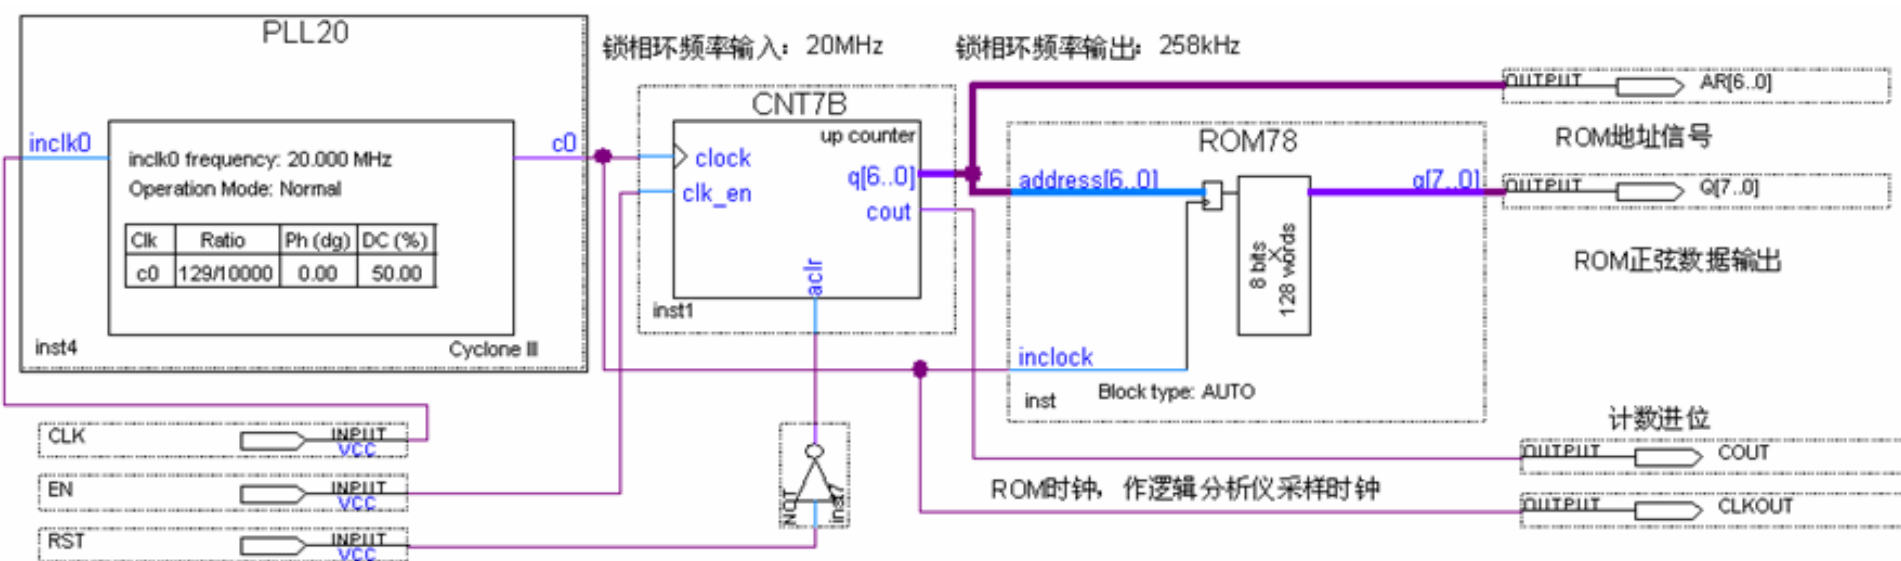 PLL20
锁相环频率输入：20MHz
锁相环频率输出：258kHz
inclk0
c0
inclk0 frequency: 20.000 MHz
Operation Mode: Normal
Clk Ratio Ph (dg) DC (%)
c0 129/10000 0.00 50.00
inst4
Cyclone III
CNT7B
up counter
clock
clk_en
q[6..0]
cout
aclr
inst1
ROM78
address[6..0]
q[7..0]
8 bits
×
128 words
inclock
inst
Block type: AUTO
OUTPUT
AR[6..0]
ROM地址信号
OUTPUT
Q[7..0]
ROM正弦数据输出
CLK
INPUT
VCC
EN
INPUT
VCC
RST
INPUT
VCC
NOT
inst7
ROM时钟，作逻辑分析仪采样时钟
计数进位
OUTPUT
COUT
OUTPUT
CLKOUT